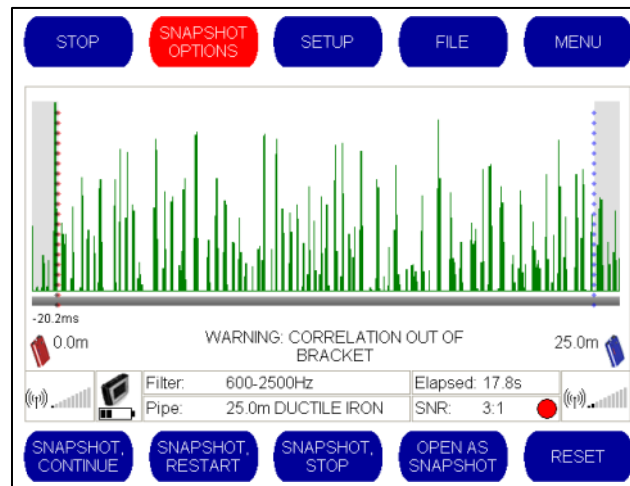 STOP
SNAPSHOT
OPTIONS
SETUP
FILE
MENU
-20.2ms
0.0m
WARNING: CORRELATION OUT OF
BRACKET
25.0m
Filter: 600-2500Hz
Elapsed: 17.8s
Pipe: 25.0m DUCTILE IRON
SNR: 3:1
SNAPSHOT,
CONTINUE
SNAPSHOT,
RESTART
SNAPSHOT,
STOP
OPEN AS
SNAPSHOT
RESET